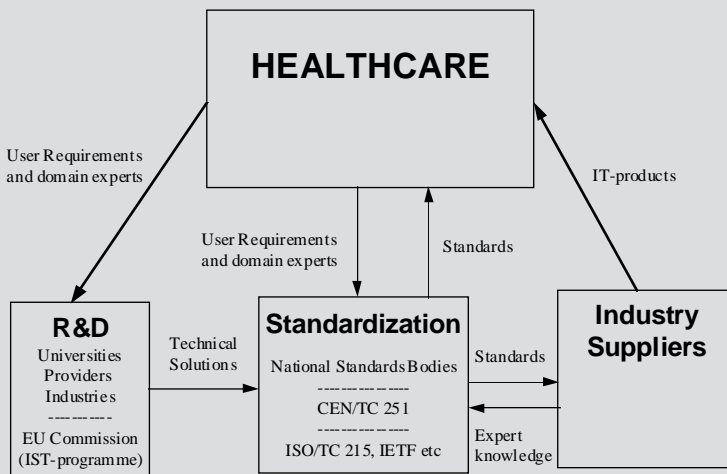 HEALTHCARE
User Requirements
and domain experts
IT-products
User Requirements
and domain experts
Standards
R&D
Universities
Providers
Industries
-----------
EU Commission
(IST-programme)
Technical
Solutions
Standardization
National Standards Bodies
----------------
CEN/TC 251
----------------
ISO/TC 215, IETF etc
Standards
Expert
knowledge
Industry
Suppliers